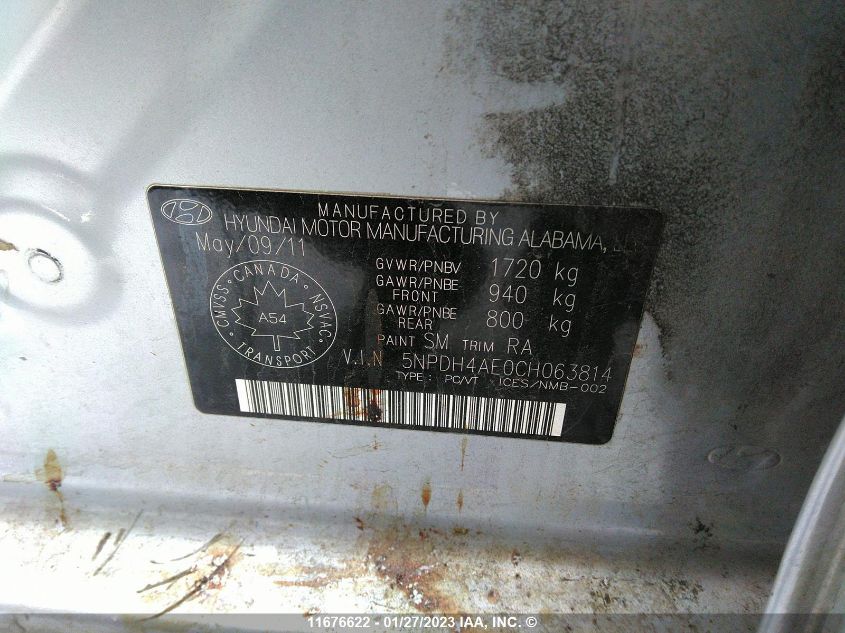 MANUFACTURED BY
HYUNDAI MOTOR MANUFACTURING ALABAMA,
May/09/11
GVWR/PNBV 1720 kg
GAWR/PNBE FRONT 940 kg
GAWR/PNBE REAR 800 kg
PAINT SM TRIM RA
V.I.N 5NPDH4AE0CH063814
TYPE: PC/VT ICES/NMB-002
CANADA
CMVSS NSVAC
A54
TRANSPORT
11676622 - 01/27/2023 IAA, INC. ©